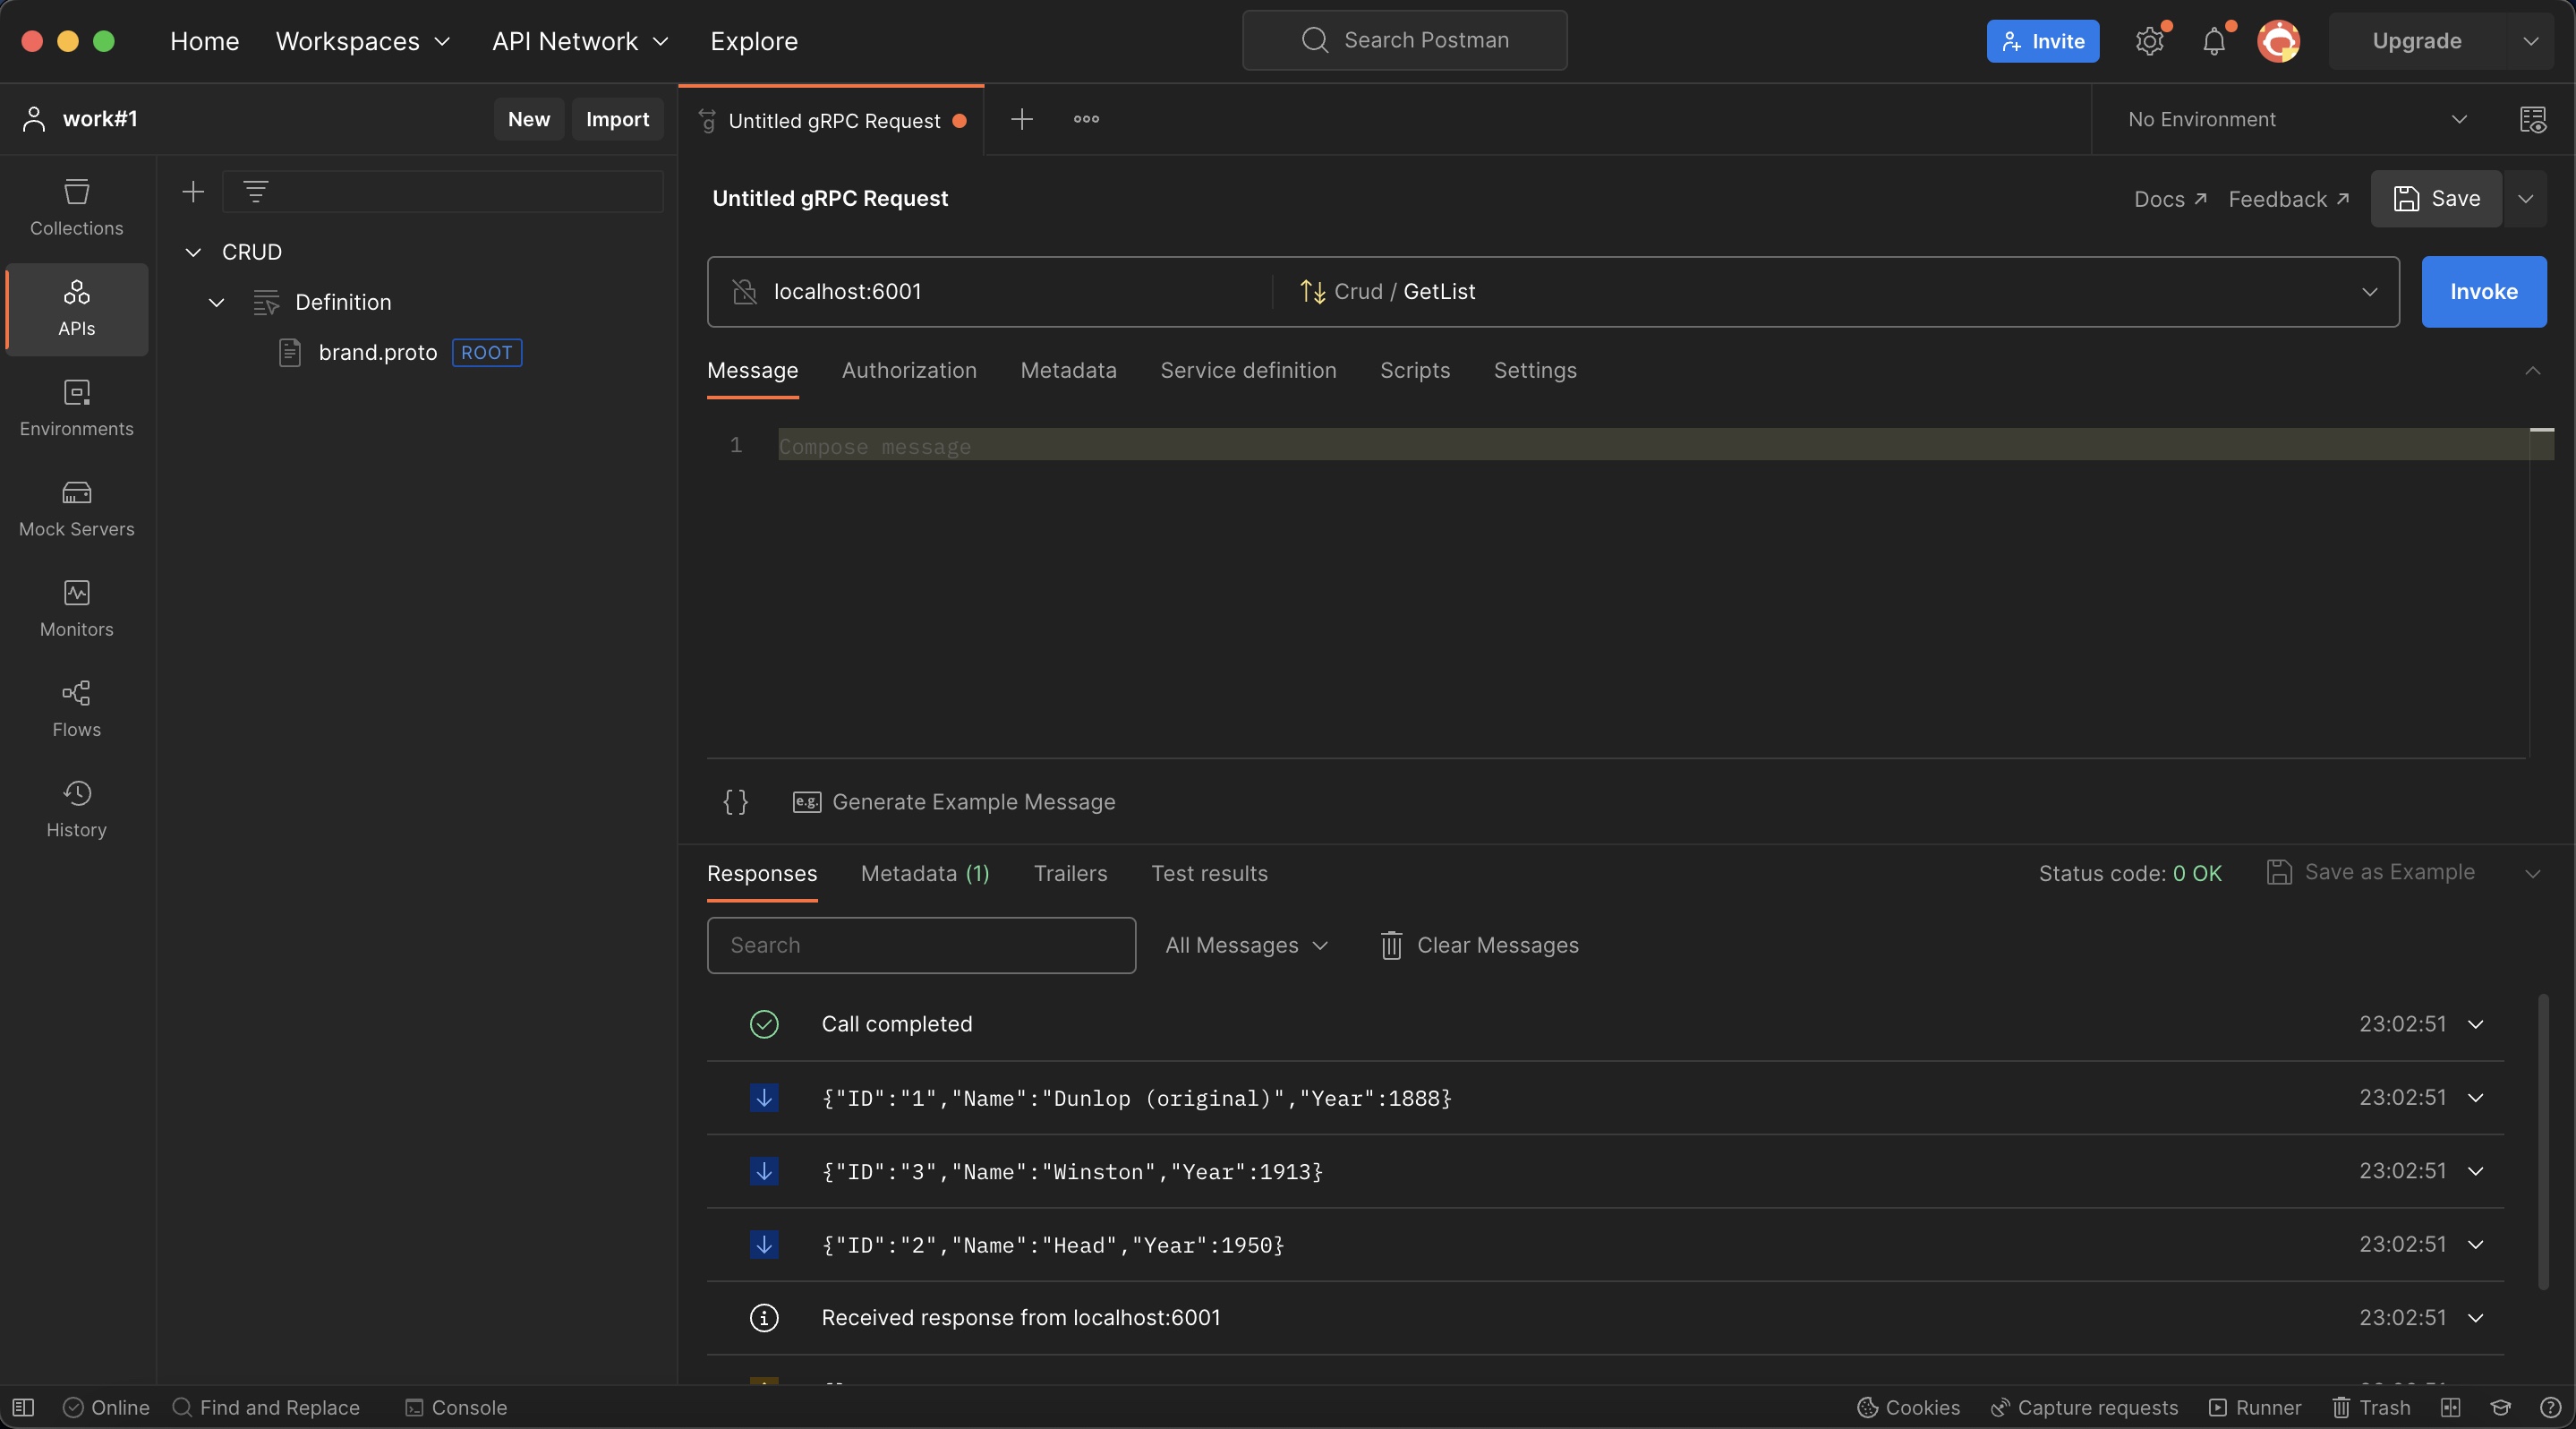 Home Workspaces API Network Explore Search Postman Invite Upgrade
work#1 New Import Untitled gRPC Request No Environment
Collections
APIs
Environments
Mock Servers
Monitors
Flows
History
CRUD
Definition
brand.proto ROOT
Untitled gRPC Request Docs Feedback Save
localhost:6001 Crud / GetList Invoke
Message Authorization Metadata Service definition Scripts Settings
1 Compose message
{} e.g. Generate Example Message
Responses Metadata (1) Trailers Test results Status code: 0 OK Save as Example
Search All Messages Clear Messages
Call completed 23:02:51
{"ID":"1","Name":"Dunlop (original)","Year":1888} 23:02:51
{"ID":"3","Name":"Winston","Year":1913} 23:02:51
{"ID":"2","Name":"Head","Year":1950} 23:02:51
Received response from localhost:6001 23:02:51
Online Find and Replace Console Cookies Capture requests Runner Trash